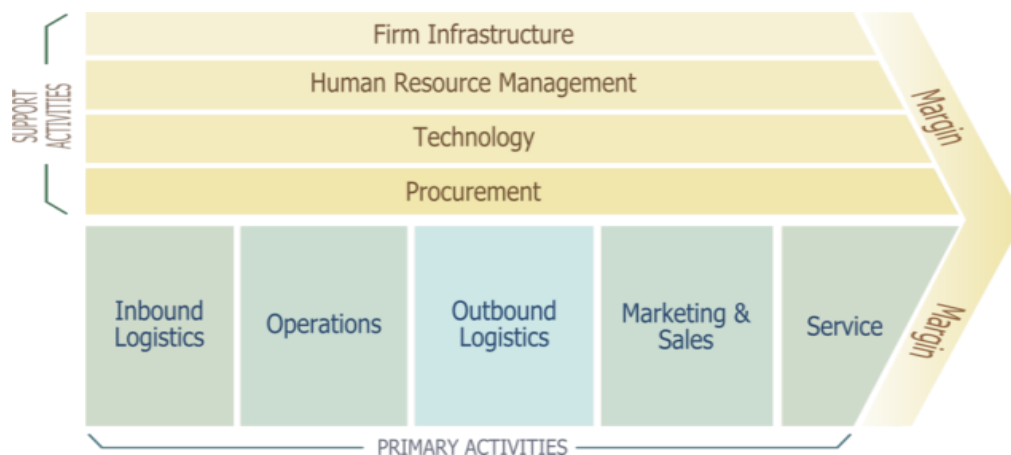 SUPPORT
ACTIVITIES
Firm Infrastructure
Human Resource Management
Technology
Procurement
Margin
Inbound
Logistics
Operations
Outbound
Logistics
Marketing &
Sales
Service
Margin
PRIMARY ACTIVITIES